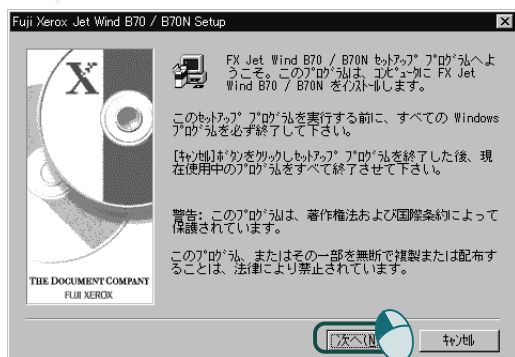 Fuji Xerox Jet Wind B70 / B70N Setup
FX Jet Wind B70 / B70N ｾｯﾄｱｯﾌﾟ ﾌﾟﾛｸﾞﾗﾑへよ
うこそ。このﾌﾟﾛｸﾞﾗﾑは、ｺﾝﾋﾟｭｰﾀに FX Jet
Wind B70 / B70N をｲﾝｽﾄｰﾙします。
このｾｯﾄｱｯﾌﾟ ﾌﾟﾛｸﾞﾗﾑを実行する前に、すべての Windows
ﾌﾟﾛｸﾞﾗﾑを必ず終了して下さい。
[ｷｬﾝｾﾙ]ﾎﾞﾀﾝをｸﾘｯｸしｾｯﾄｱｯﾌﾟ ﾌﾟﾛｸﾞﾗﾑを終了した後、現
在使用中のﾌﾟﾛｸﾞﾗﾑをすべて終了させて下さい。
警告: このﾌﾟﾛｸﾞﾗﾑは、著作権法および国際条約によって
保護されています。
このﾌﾟﾛｸﾞﾗﾑ、またはその一部を無断で複製または配布す
ることは、法律により禁止されています。
X
THE DOCUMENT COMPANY
FUJI XEROX
次へ(N
ｷｬﾝｾﾙ